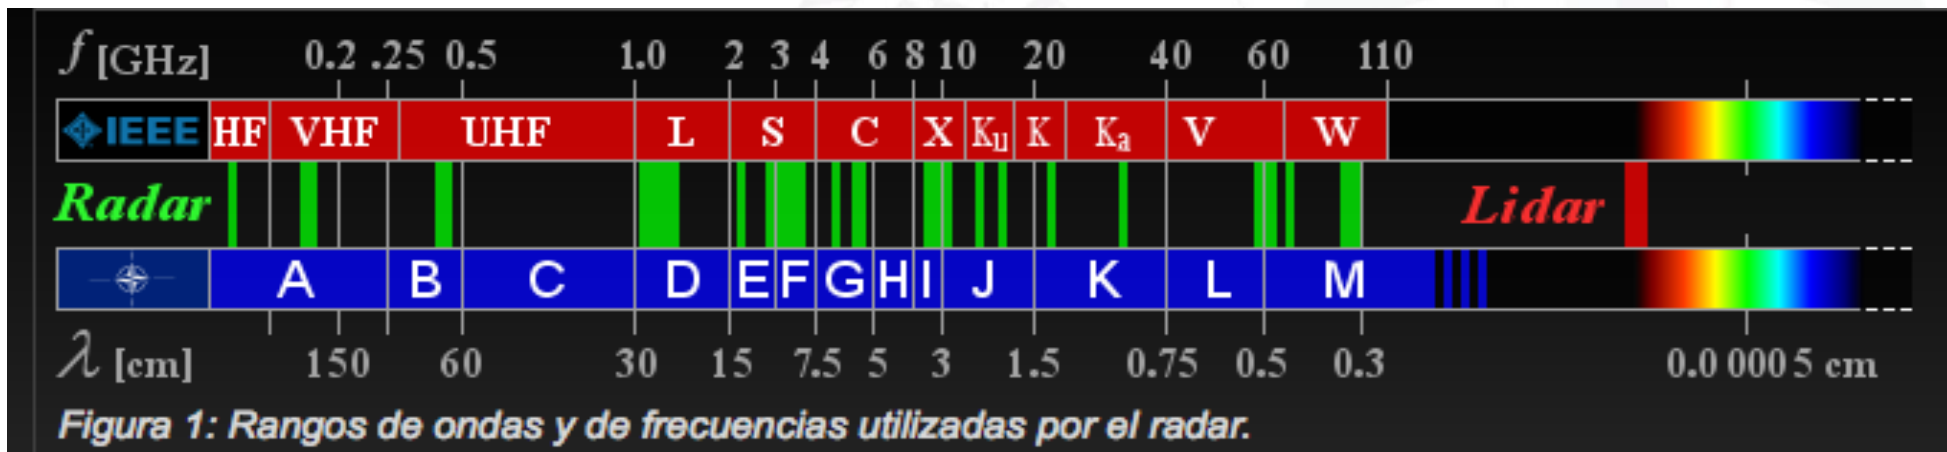 f [GHz] 0.2 .25 0.5 1.0 2 3 4 6 8 10 20 40 60 110
IEEE HF VHF UHF L S C X Ku K Ka V W
Radar Lidar
A B C D E F G H I J K L M
λ [cm] 150 60 30 15 7.5 5 3 1.5 0.75 0.5 0.3 0.0 0005 cm
Figura 1: Rangos de ondas y de frecuencias utilizadas por el radar.